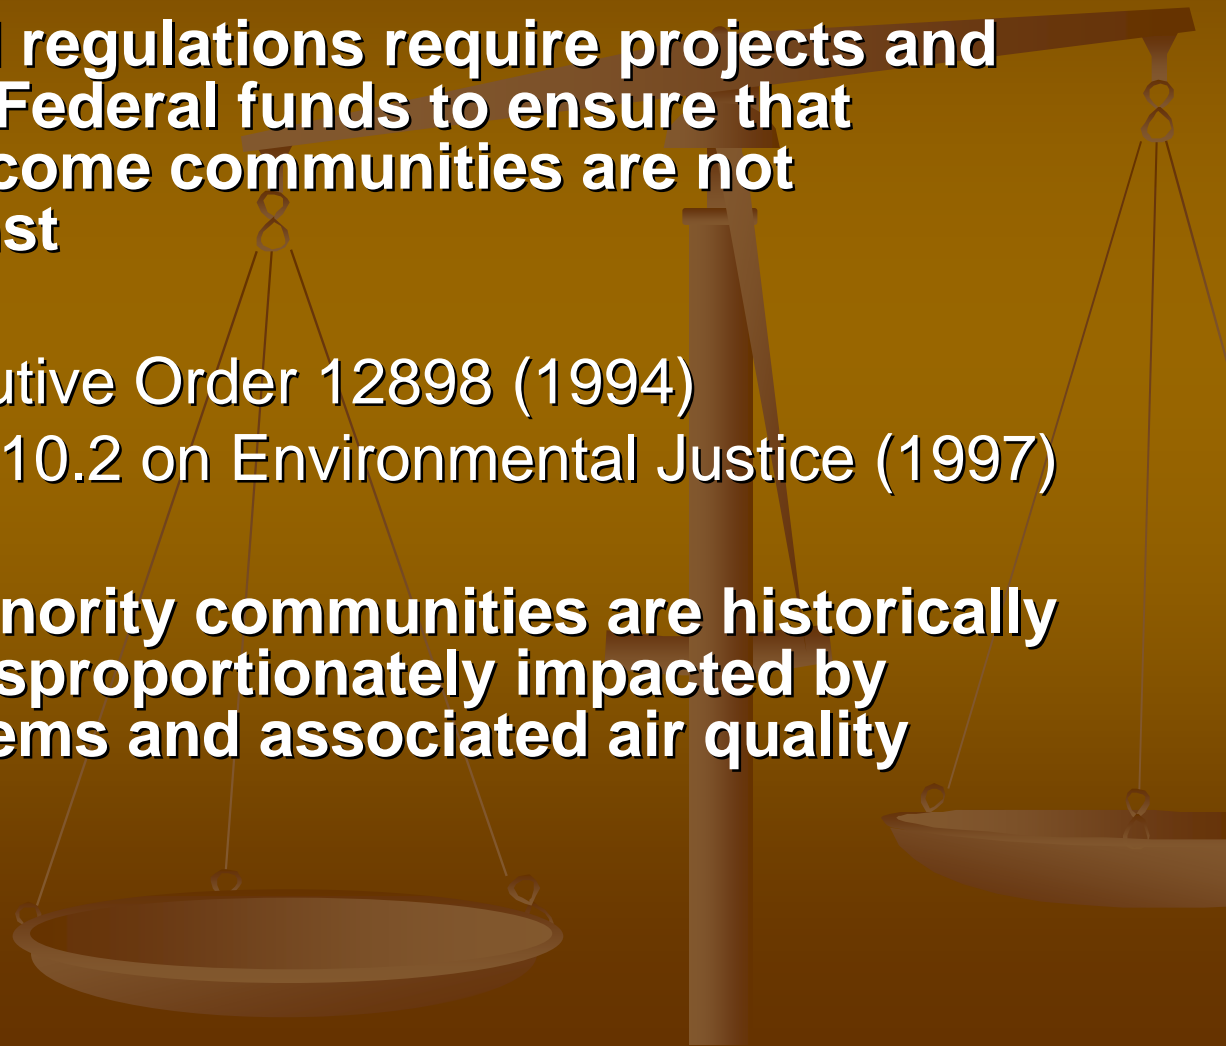 regulations require projects and
Federal funds to ensure that
come communities are not
st
utive Order 12898 (1994)
10.2 on Environmental Justice (1997)
nority communities are historically
sproportionately impacted by
ems and associated air quality